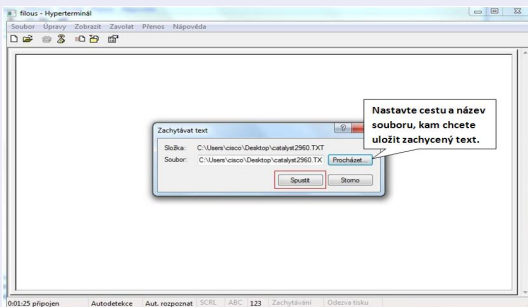 filous - Hyperterminál
Soubor Úpravy Zobrazit Zavolat Přenos Nápověda
Zachytávat text
Složka: C:\Users\cisco\Desktop\catalyst2960.TXT
Soubor: C:\Users\cisco\Desktop\catalyst2960.TX Procházet...
Spustit Storno
Nastavte cestu a název
souboru, kam chcete
uložit zachycený text.
0:01:25 připojen Autodetekce Aut. rozpoznat SCRL ABC 123 Zachytávání Odezva tisku